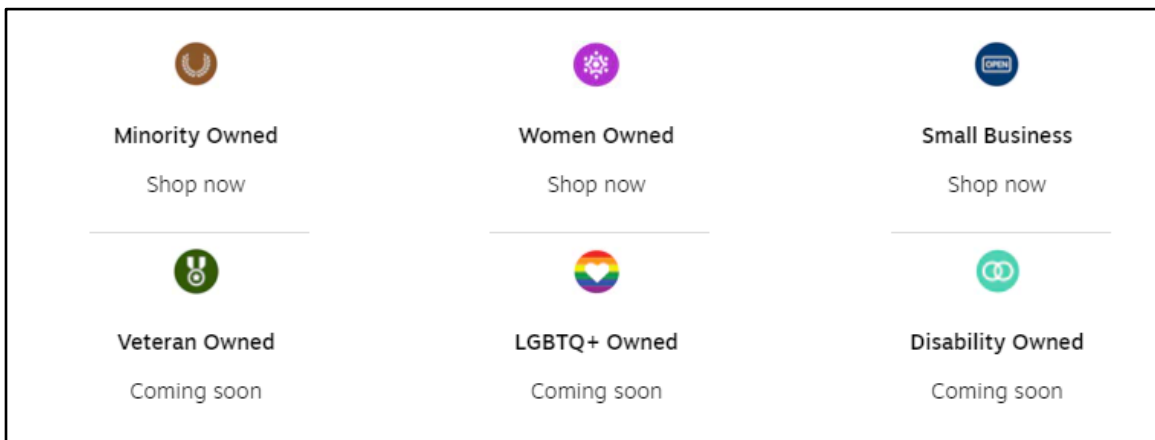 OPEN
Minority Owned
Women Owned
Small Business
Shop now
Shop now
Shop now
Veteran Owned
LGBTQ+ Owned
Disability Owned
Coming soon
Coming soon
Coming soon